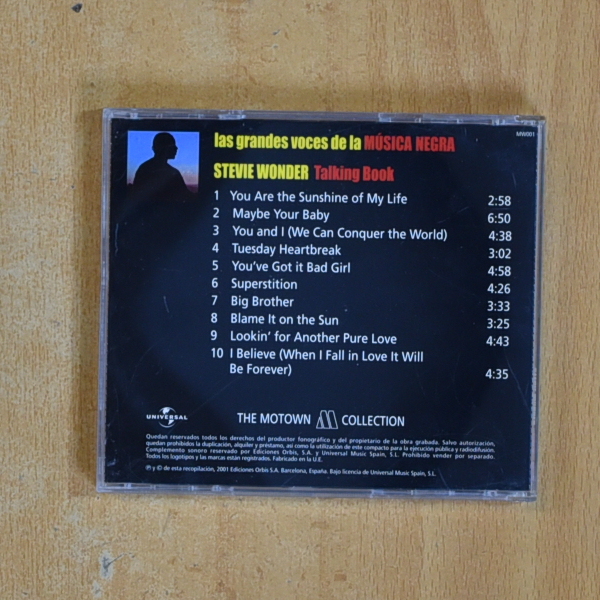 MW001
las grandes voces de la MÚSICA NEGRA
STEVIE WONDER Talking Book
1 You Are the Sunshine of My Life 2:58
2 Maybe Your Baby 6:50
3 You and I (We Can Conquer the World) 4:38
4 Tuesday Heartbreak 3:02
5 You've Got it Bad Girl 4:58
6 Superstition 4:26
7 Big Brother 3:33
8 Blame It on the Sun 3:25
9 Lookin' for Another Pure Love 4:43
10 I Believe (When I Fall in Love It Will
Be Forever) 4:35
UNIVERSAL
THE MOTOWN M COLLECTION
Quedan reservados todos los derechos del productor fonográfico y del propietario de la obra grabada. Salvo autorización,
quedan prohibidos la duplicación, alquiler y préstamo, así como la utilización de este compacto para la ejecución pública y radiodifusión.
Complemento sonoro reservado por Ediciones Orbis, S.A. y Universal Music Spain, S.L. Prohibido vender por separado.
Todos los logotipos y las marcas están registrados. Fabricado en la U.E.
℗ y © de esta recopilación, 2001 Ediciones Orbis S.A. Barcelona, España. Bajo licencia de Universal Music Spain, S.L.